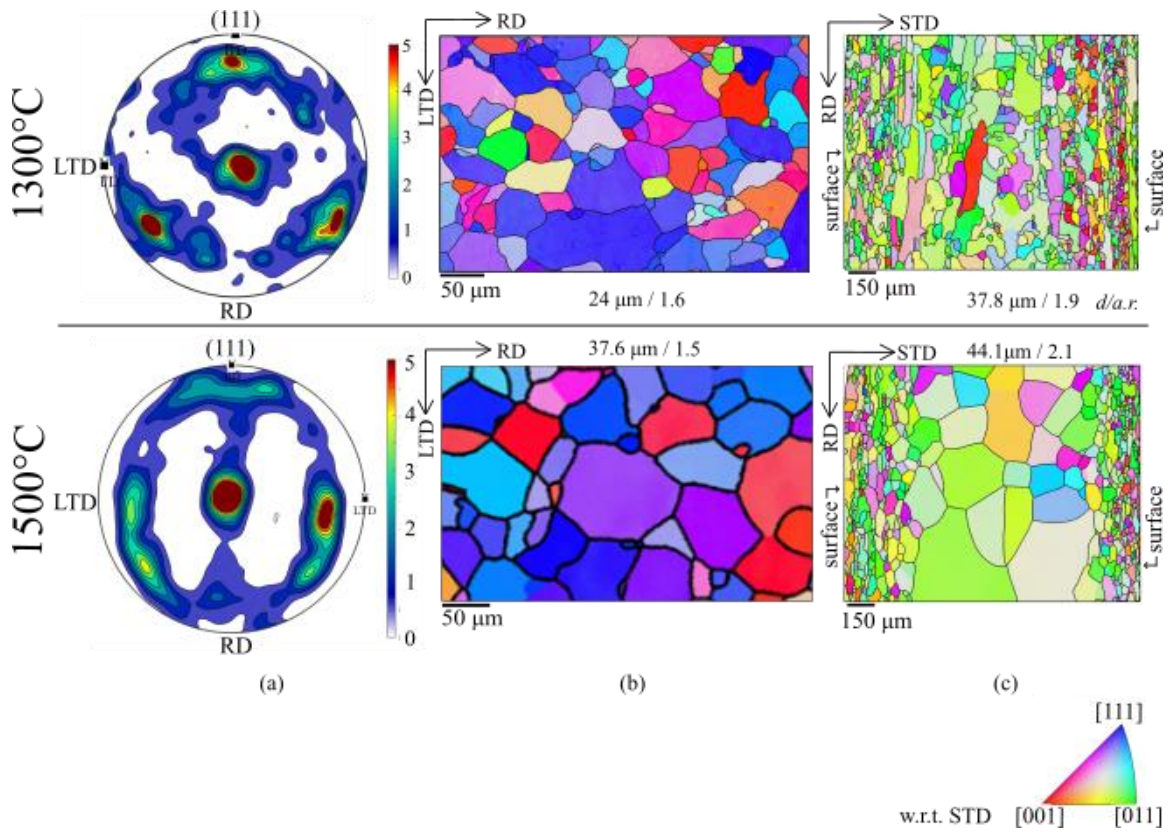 1300°C
(111)
LTD
RD
5
4
3
2
1
0
RD
LTD
50 μm
24 μm / 1.6
STD
RD
surface
surface
150 μm
37.8 μm / 1.9 d/a.r.
1500°C
(111)
LTD
LTD
RD
5
4
3
2
1
0
RD
37.6 μm / 1.5
LTD
50 μm
STD
44.1μm / 2.1
RD
surface
surface
150 μm
(a)
(b)
(c)
[111]
w.r.t. STD
[001]
[011]